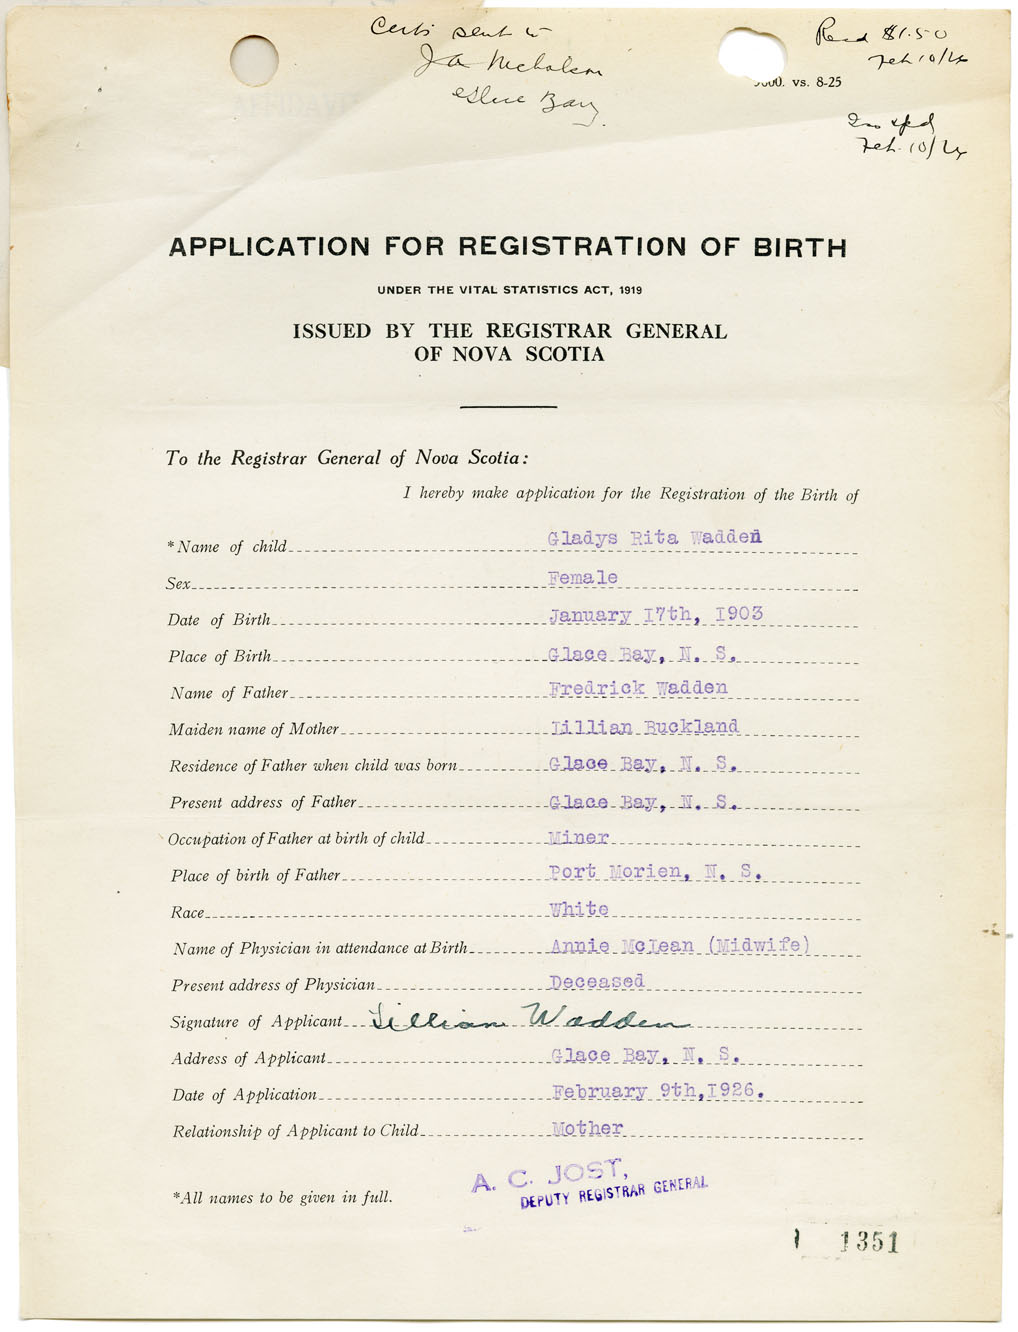 Certs sent to
J A Nicholson
Glace Bay.
Recd $1.50
Feb 10/26
5000. vs. 8-25
Feb. 10/26
APPLICATION FOR REGISTRATION OF BIRTH
UNDER THE VITAL STATISTICS ACT, 1919
ISSUED BY THE REGISTRAR GENERAL
OF NOVA SCOTIA
To the Registrar General of Nova Scotia:
I hereby make application for the Registration of the Birth of
*Name of child Gladys Rita Wadden
Sex Female
Date of Birth January I7th, I903
Place of Birth Glace Bay, N. S.
Name of Father Fredrick Wadden
Maiden name of Mother Lillian Buckland
Residence of Father when child was born Glace Bay, N. S.
Present address of Father Glace Bay, N. S.
Occupation of Father at birth of child Miner
Place of birth of Father Port Morien, N. S.
Race White
Name of Physician in attendance at Birth Annie McLean (Midwife)
Present address of Physician Deceased
Signature of Applicant Lillian Wadden
Address of Applicant Glace Bay, N. S.
Date of Application February 9th,I926.
Relationship of Applicant to Child Mother
A. C. JOST,
DEPUTY REGISTRAR GENERAL
*All names to be given in full.
1351